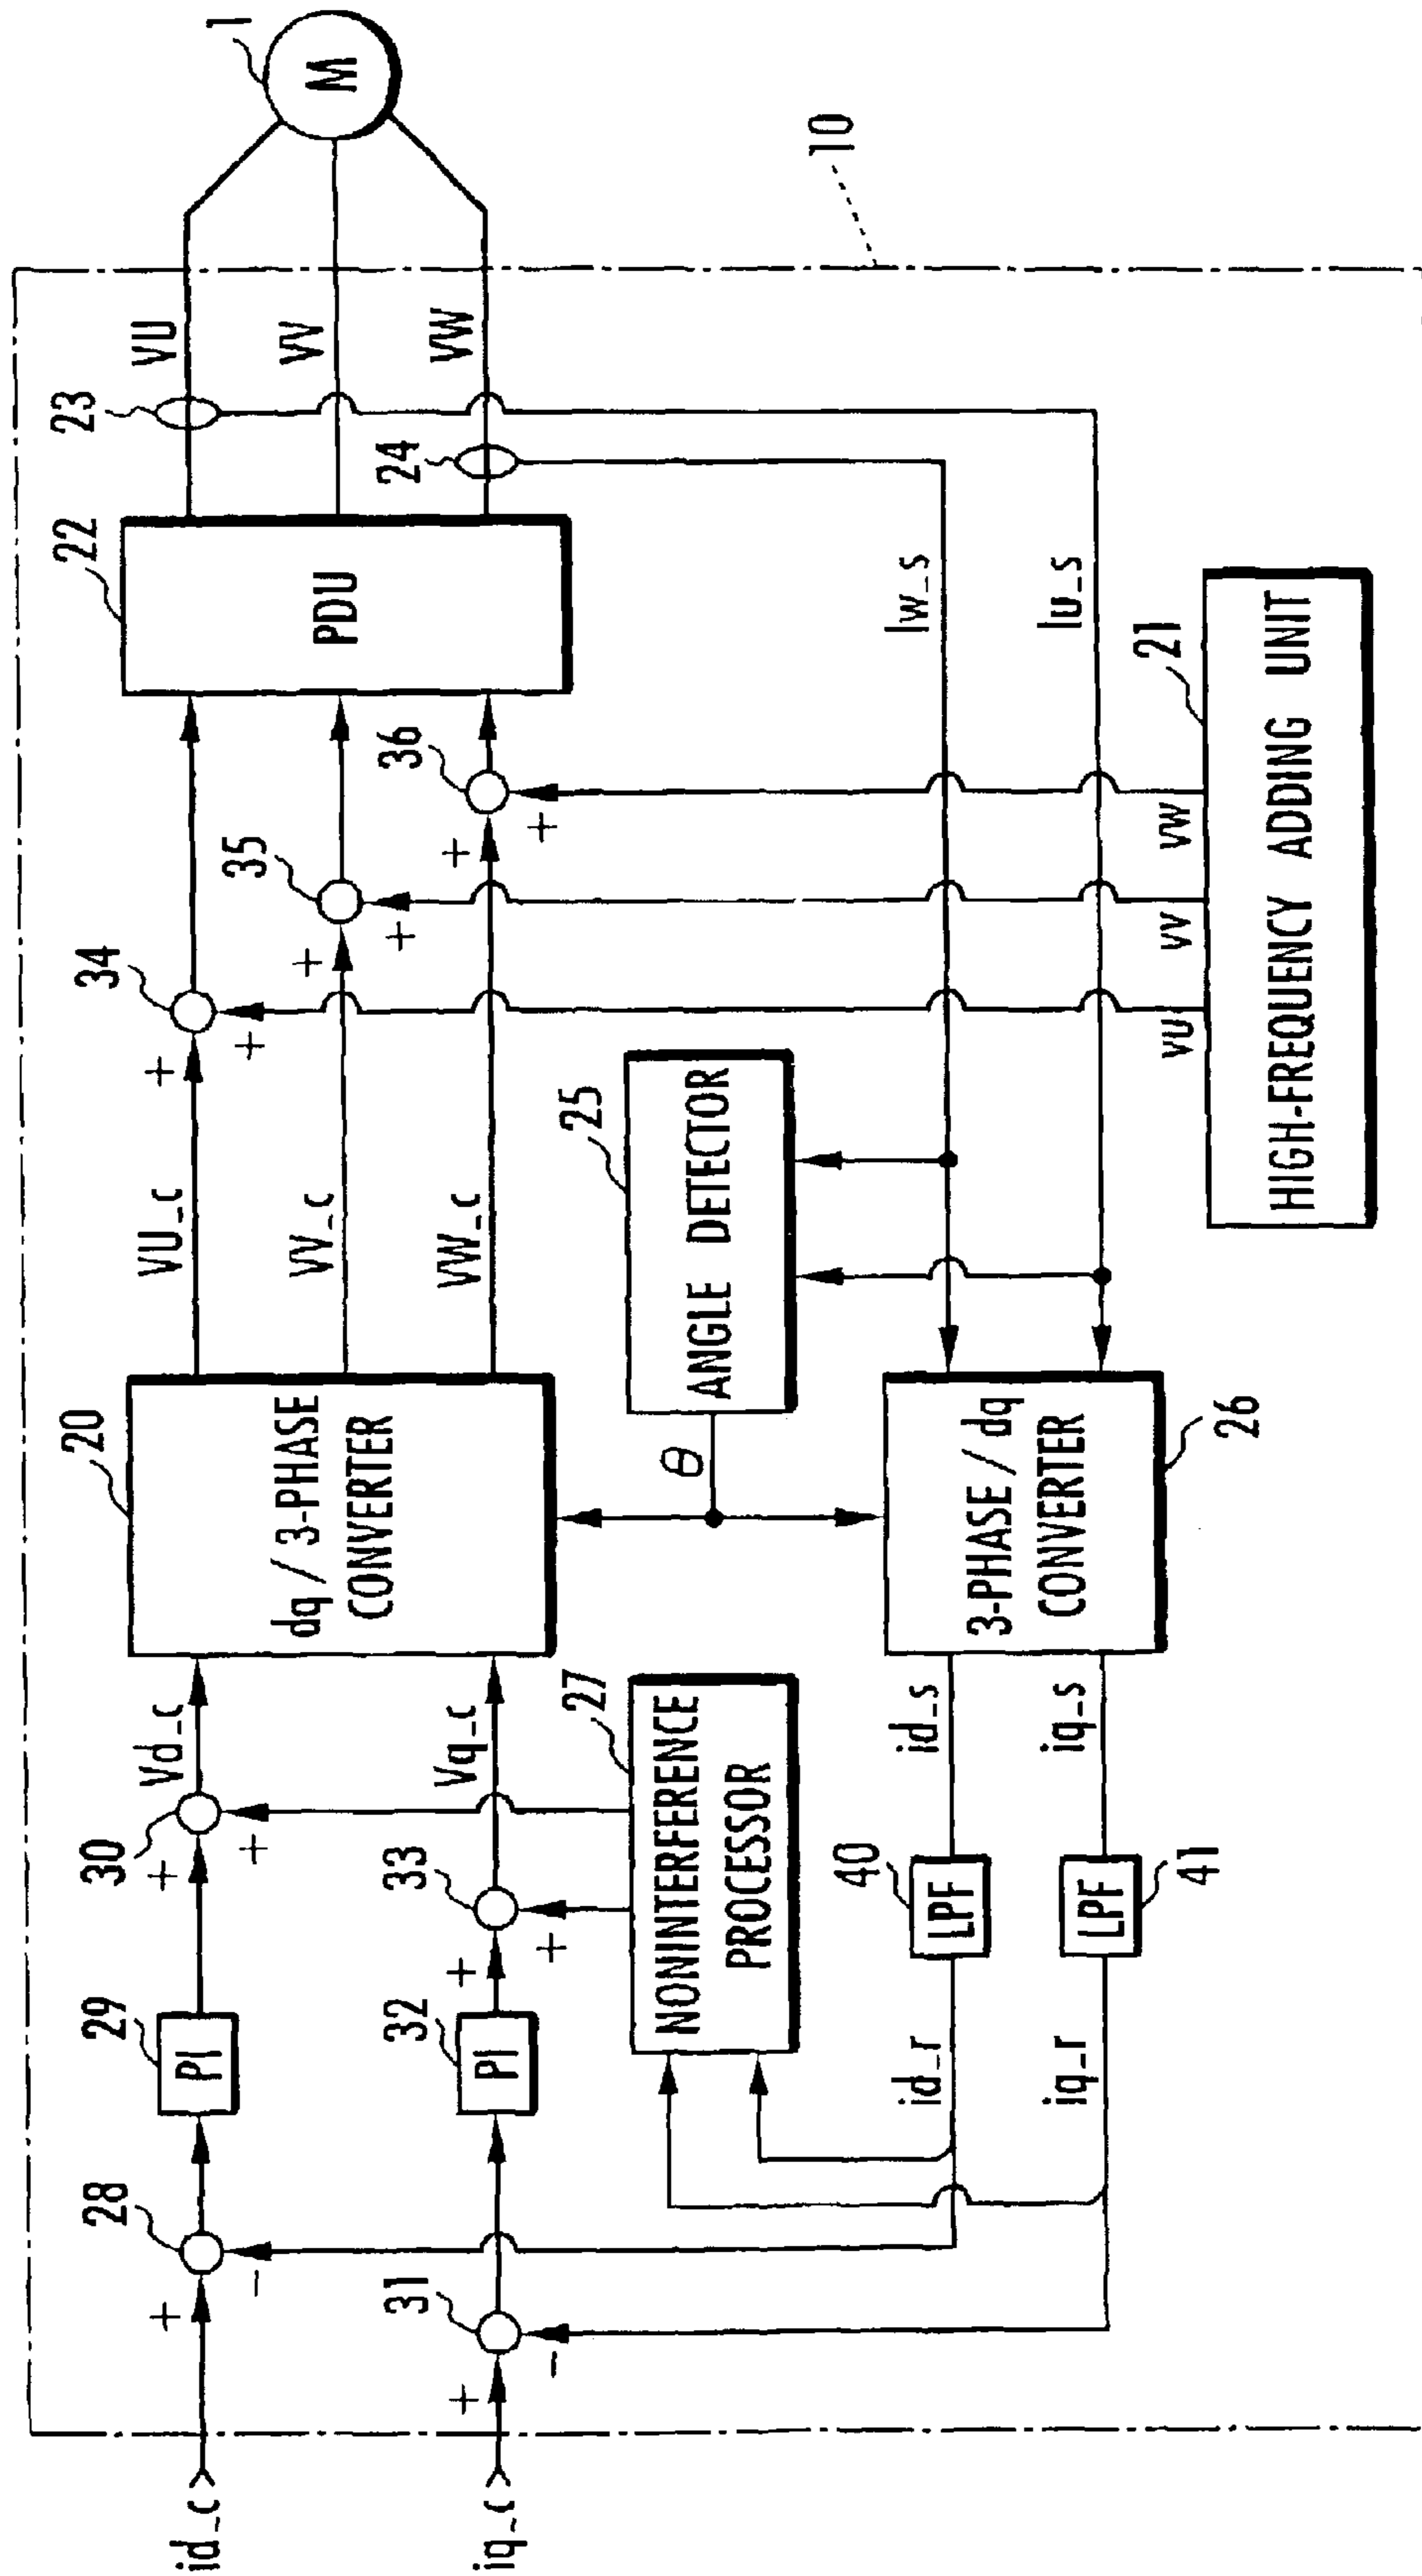 id_c
iq_c
28
+
-
31
+
-
29
PI
32
PI
30
+
+
33
+
+
Vd_c
Vq_c
27
NONINTERFERENCE
PROCESSOR
id_r
iq_r
40
LPF
41
LPF
id_s
iq_s
20
dq / 3-PHASE
CONVERTER
θ
25
ANGLE DETECTOR
26
3-PHASE / dq
CONVERTER
VU_c
VV_c
VW_c
34
+
+
35
+
+
36
+
+
vu
vv
vw
21
HIGH-FREQUENCY ADDING UNIT
22
PDU
Iw_s
Iu_s
23
24
VU
VV
VW
10
1
M